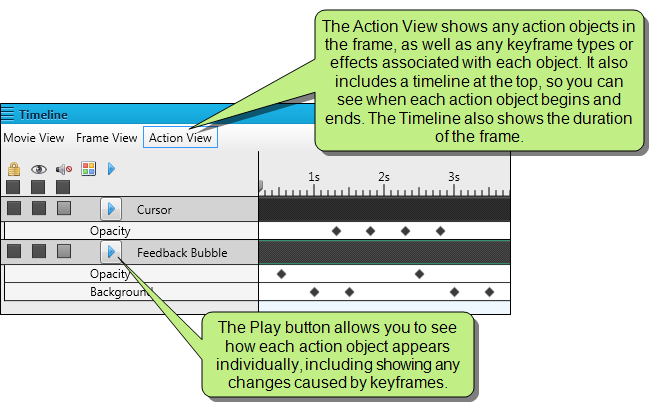 The Action View shows any action objects in
the frame, as well as any keyframe types or
effects associated with each object. It also
includes a timeline at the top, so you can
see when each action object begins and
ends. The Timeline also shows the duration
of the frame.
Timeline
Movie View Frame View Action View
1s 2s 3s
Cursor
Opacity
Feedback Bubble
Opacity
Background
The Play button allows you to see
how each action object appears
individually, including showing any
changes caused by keyframes.